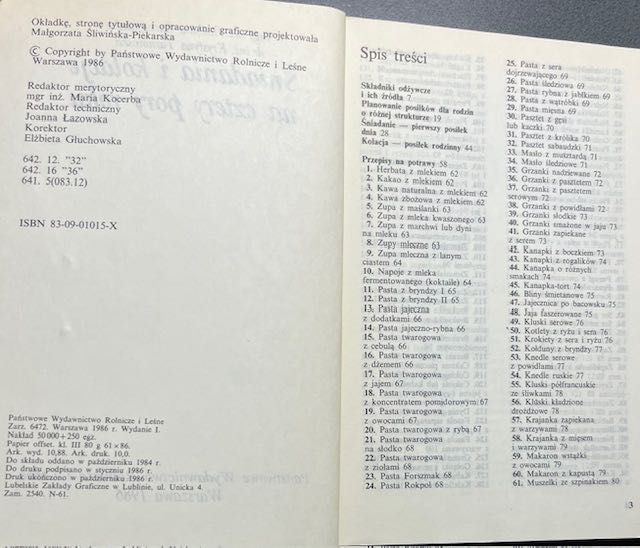 Okładkę, stronę tytułową i opracowanie graficzne projektowała
Małgorzata Śliwińska-Piekarska
© Copyright by Państwowe Wydawnictwo Rolnicze i Leśne
Warszawa 1986
Redaktor merytoryczny
mgr inż. Maria Kocerba
Redaktor techniczny
Joanna Łazowska
Korektor
Elżbieta Głuchowska
642. 12. "32"
642. 16 "36"
641. 5(083.12)
ISBN 83-09-01015-X
Państwowe Wydawnictwo Rolnicze i Leśne
Zarz. 6472. Warszawa 1986 r. Wydanie I.
Nakład 50 000 + 250 egz.
Papier offset. kl. III 80 g 61 × 86.
Ark. wyd. 10,88. Ark. druk. 10,0.
Do składu oddano w październiku 1984 r.
Do druku podpisano w styczniu 1986 r.
Druk ukończono w październiku 1986 r.
Lubelskie Zakłady Graficzne w Lublinie, ul. Unicka 4.
Zam. 2540. N-61.
Spis treści
Składniki odżywcze
i ich źródła 7
Planowanie posiłków dla rodzin
o różnej strukturze 19
Śniadanie — pierwszy posiłek
dnia 28
Kolacja — posiłek rodzinny 44
Przepisy na potrawy 58
1. Herbata z mlekiem 62
2. Kakao z mlekiem 62
3. Kawa naturalna z mlekiem 62
4. Kawa zbożowa z mlekiem 62
5. Zupa z maślanki 63
6. Zupa z mleka kwaszonego 63
7. Zupa z marchwi lub dyni
na mleku 63
8. Zupy mleczne 63
9. Zupa mleczna z lanym
ciastem 64
10. Napoje z mleka
fermentowanego (koktaile) 64
11. Pasta z bryndzy I 65
12. Pasta z bryndzy II 65
13. Pasta jajeczna
z dodatkami 66
14. Pasta jajeczno-rybna 66
15. Pasta twarogowa
z cebulą 66
16. Pasta twarogowa
z dżemem 66
17. Pasta twarogowa
z jajem 67
18. Pasta twarogowa
z koncentratem pomidorowym 67
19. Pasta twarogowa
z owocami 67
20. Pasta twarogowa z rybą 67
21. Pasta twarogowa
na słodko 68
22. Pasta twarogowa
z ziołami 68
23. Pasta Forszmak 68
24. Pasta Rokpol 68
25. Pasta z sera
dojrzewającego 69
26. Pasta śledziowa 69
27. Pasta rybna z jabłkiem 69
28. Pasta z wątróbki 69
29. Pasta mięsna 69
30. Pasztet z gęsi
lub kaczki 70
31. Pasztet z królika 70
32. Pasztet sabaudzki 71
33. Masło z musztardą 71
34. Masło śledziowe 71
35. Grzanki nadziewane 72
36. Grzanki z pasztetem 72
37. Grzanki z pasztetem
serowym 72
38. Grzanki z powidłami 72
39. Grzanki słodkie 73
40. Grzanki smażone w jaju 73
41. Grzanki zapiekane
z serem 73
42. Kanapki z boczkiem 73
43. Kanapki z rogalików 74
44. Kanapka o różnych
smakach 74
45. Kanapka-tort 74
46. Bliny śmietanowe 75
47. Jajecznica po bacowsku 75
48. Jaja faszerowane 75
49. Kluski serowe 76
50. Kotlety z ryżu i sera 76
51. Krokiety z sera i ryżu 76
52. Kołduny z bryndzy 77
53. Knedle serowe
z powidłami 77
54. Knedle ruskie 77
55. Kluski półfrancuskie
ze śliwkami 78
56. Kluski kładzione
drożdżowe 78
57. Krajanka zapiekana
z warzywami 78
58. Krajanka z mięsem
i warzywami 79
59. Makaron wstążki
z owocami 79
60. Makaron z kapustą 79
61. Muszelki ze szpinakiem 80
3